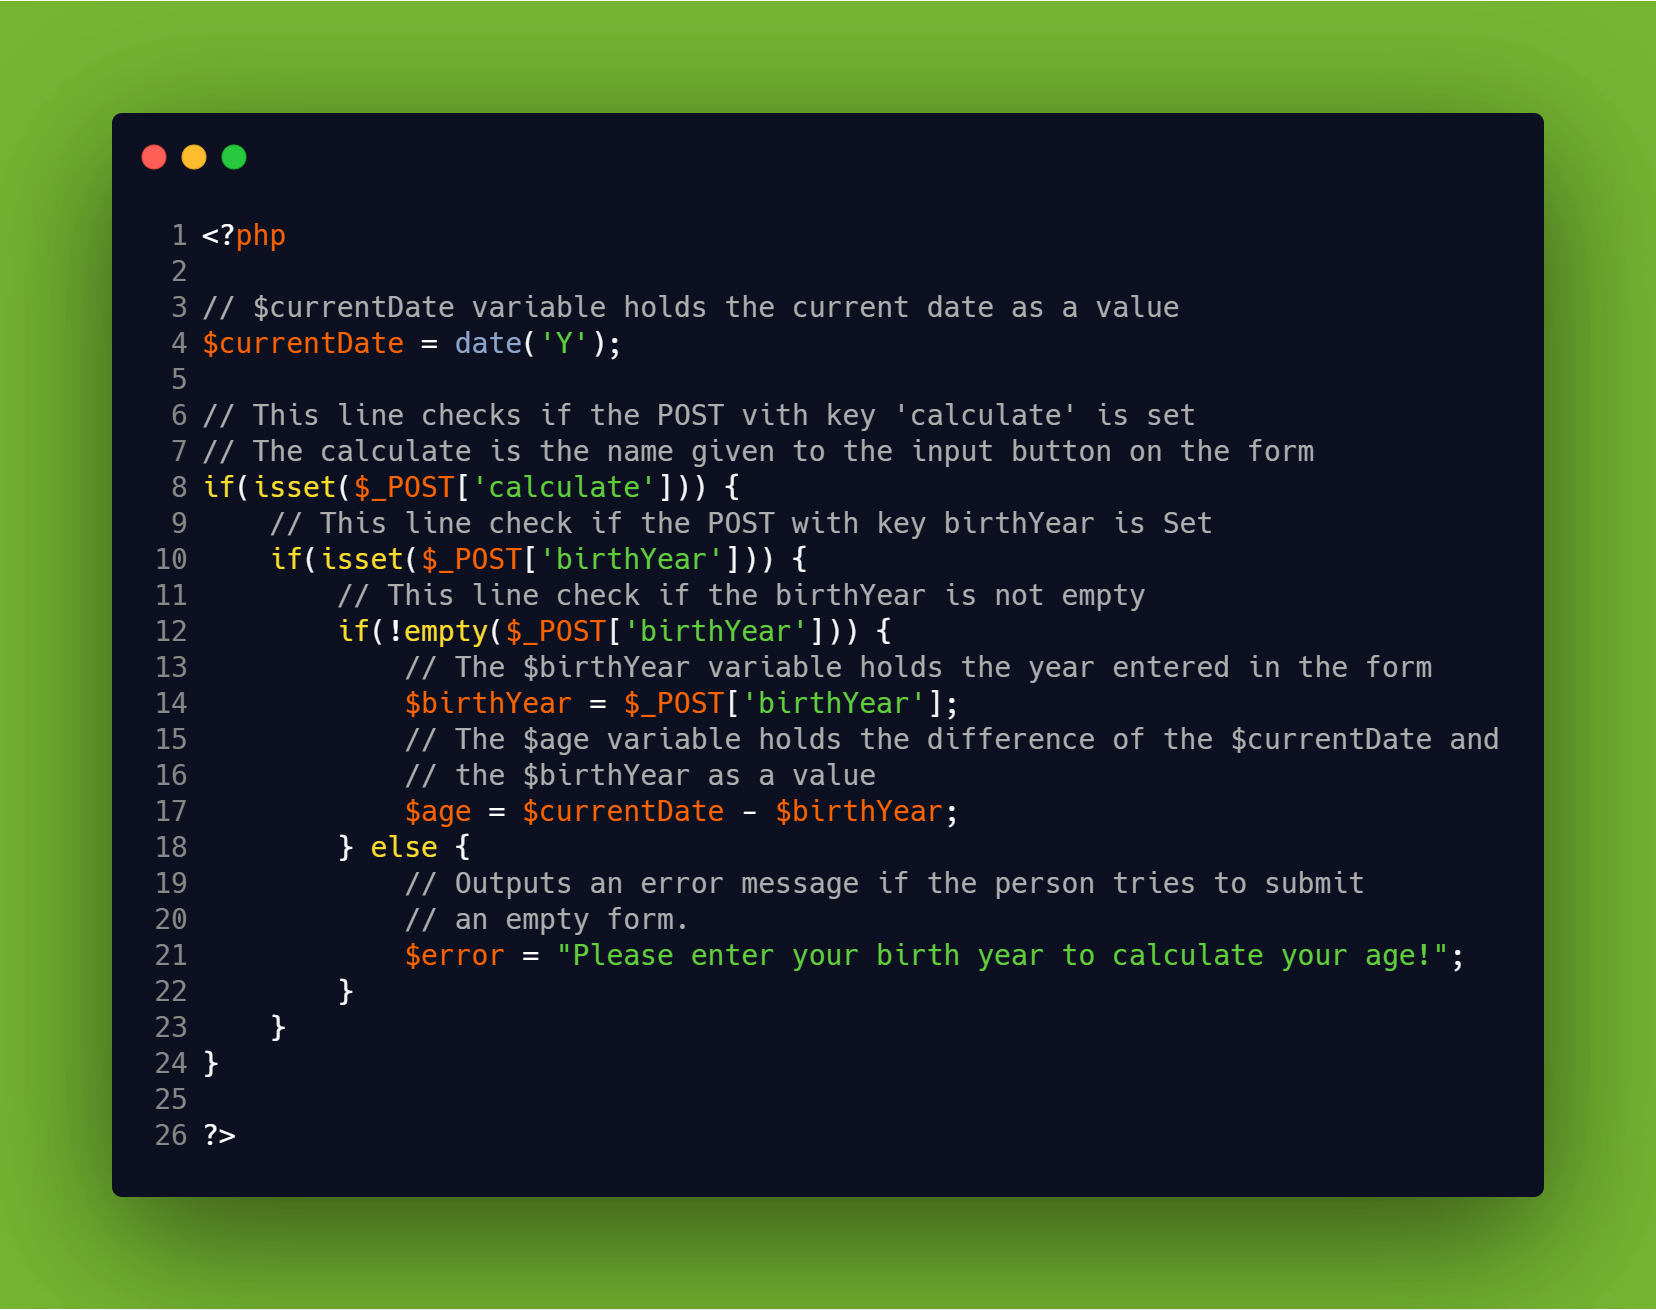 1 <?php
2
3 // $currentDate variable holds the current date as a value
4 $currentDate = date('Y');
5
6 // This line checks if the POST vith key 'calculate' is set
7 // The calculate is the name given to the input button on the form
8 if(isset($_POST['calculate'])) {
9     // This line check if the POST with key birthYear is Set
10     if(isset($_POST['birthYear'])) {
11         // This line check if the birthYear is not empty
12         if(!empty($_POST['birthYear'])) {
13             // The $birthYear variable holds the year entered in the form
14             $birthYear = $_POST['birthYear'];
15             // The $age variable holds the difference of the $currentDate and
16             // the $birthYear as a value
17             $age = $currentDate - $birthYear;
18         } else {
19             // Outputs an error message if the person tries to submit
20             // an empty form.
21             $error = "Please enter your birth year to calculate your age!";
22         }
23     }
24 }
25
26 ?>